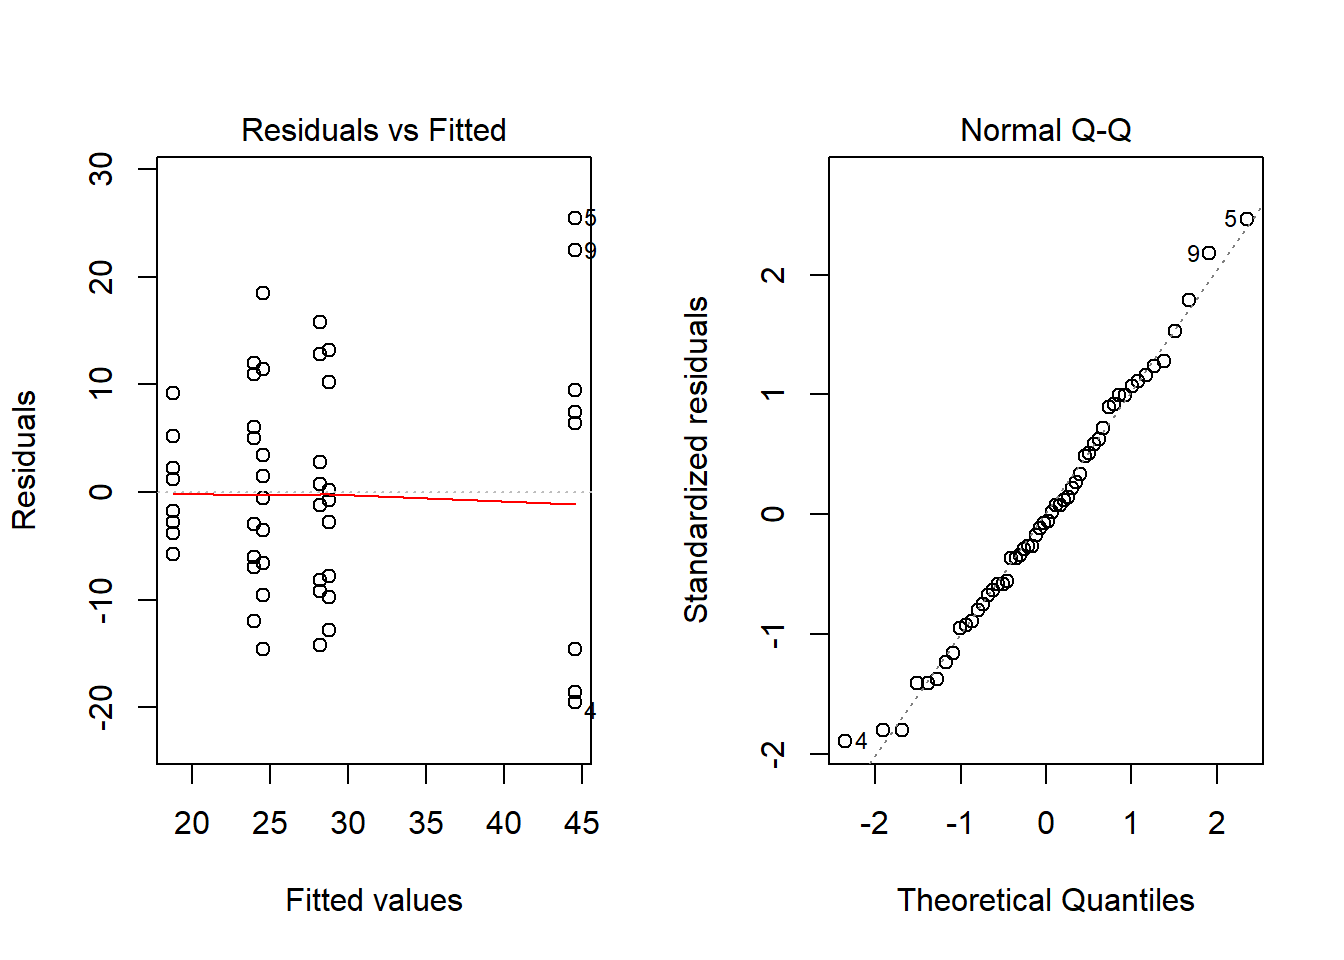 Residuals vs Fitted
Residuals
30
20
10
0
-10
-20
5
9
4
20 25 30 35 40 45
Fitted values
Normal Q-Q
Standardized residuals
2
1
0
-1
-2
5
9
4
-2 -1 0 1 2
Theoretical Quantiles